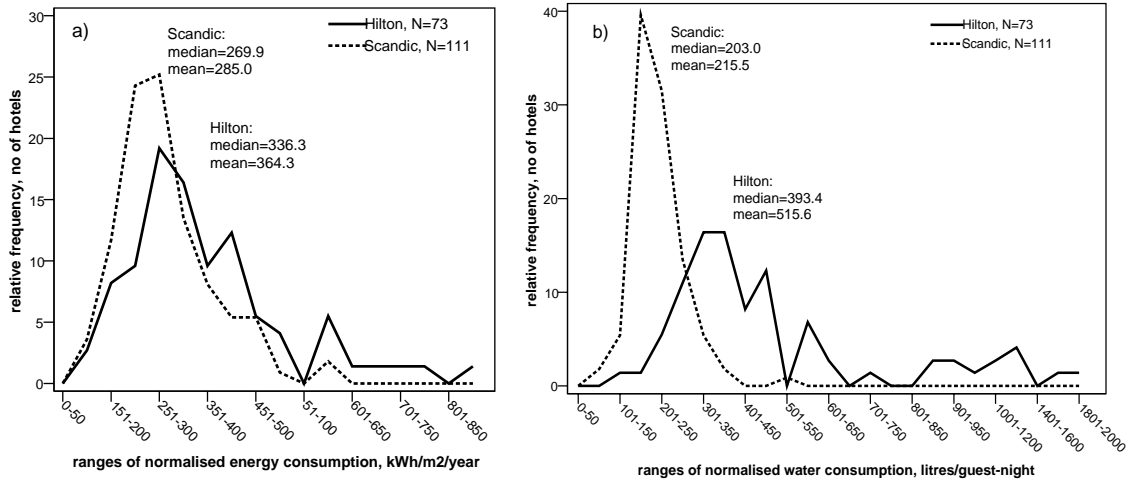 a)
Hilton, N=73
Scandic, N=111
Scandic:
median=269.9
mean=285.0
Hilton:
median=336.3
mean=364.3
relative frequency, no of hotels
30
25
20
15
10
5
0
0-50
151-200
251-300
351-400
451-500
51-100
601-650
701-750
801-850
ranges of normalised energy consumption, kWh/m2/year
b)
Hilton, N=73
Scandic, N=111
Scandic:
median=203.0
mean=215.5
Hilton:
median=393.4
mean=515.6
relative frequency, no of hotels
40
30
20
10
0
0-50
101-150
201-250
301-350
401-450
501-550
601-650
701-750
801-850
901-950
1001-1200
1401-1600
1801-2000
ranges of normalised water consumption, litres/guest-night